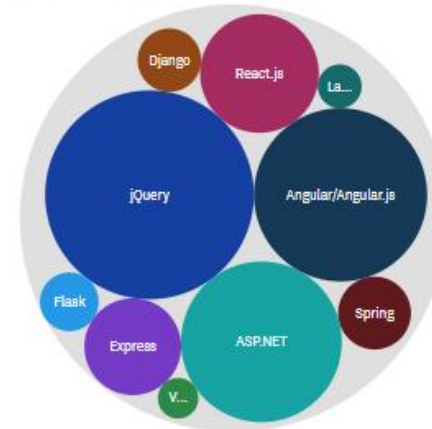 Django
React.js
La...
jQuery
Angular/Angular.js
Flask
Spring
Express
ASP.NET
V...